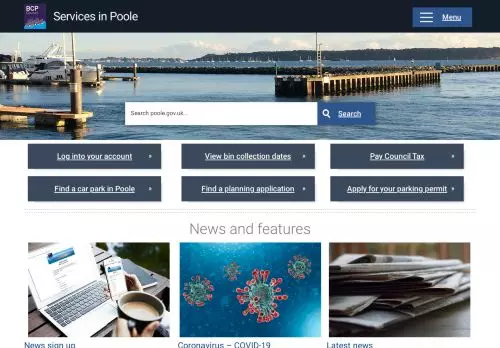 BCP
Services in Poole
Menu
Search poole.gov.uk...
Search
Log into your account »
View bin collection dates »
Pay Council Tax »
Find a car park in Poole »
Find a planning application »
Apply for your parking permit »
News and features
News sign up
Coronavirus – COVID-19
Latest news